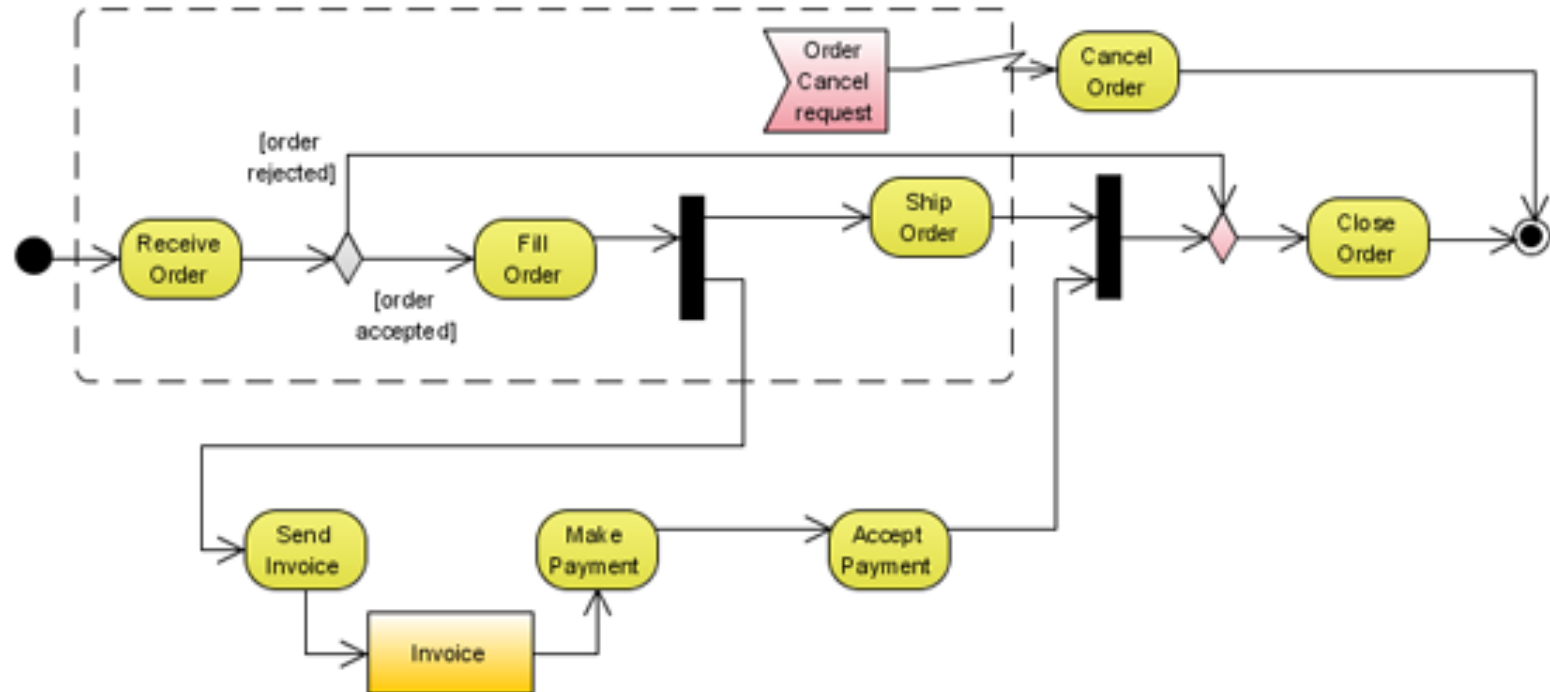 Order
Cancel
request
Cancel
Order
[order
rejected]
Receive
Order
Fill
Order
[order
accepted]
Ship
Order
Close
Order
Send
Invoice
Make
Payment
Accept
Payment
Invoice